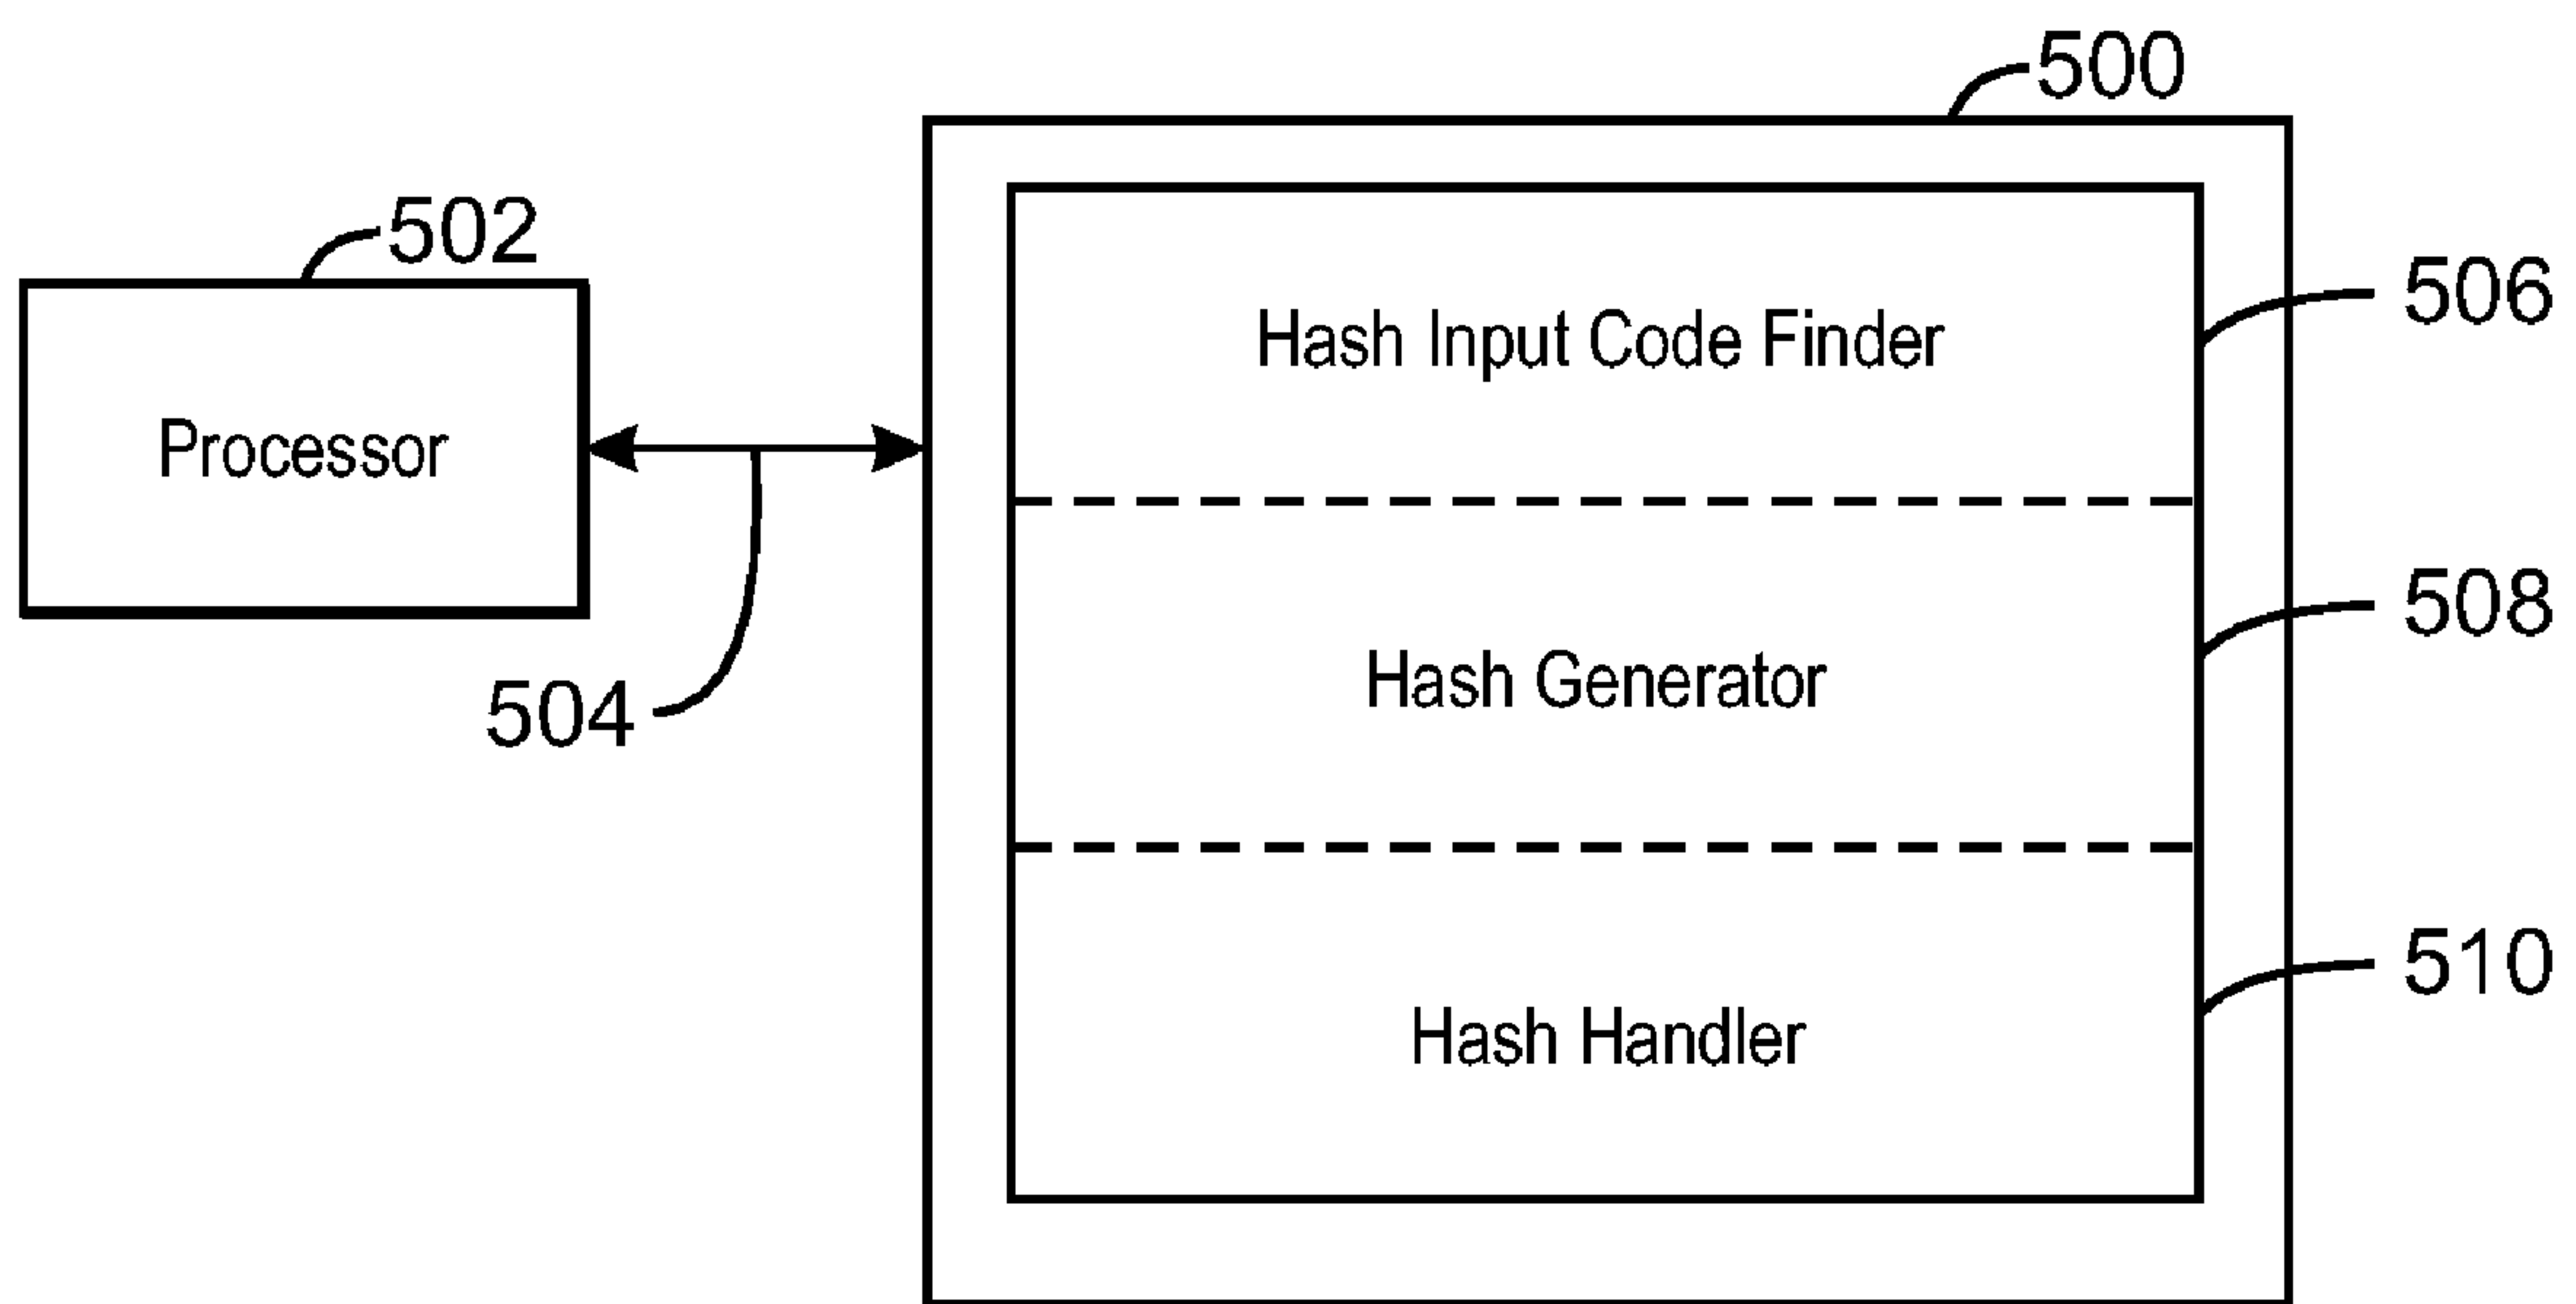 500
502
506
Hash Input Code Finder
Processor
508
Hash Generator
504
510
Hash Handler